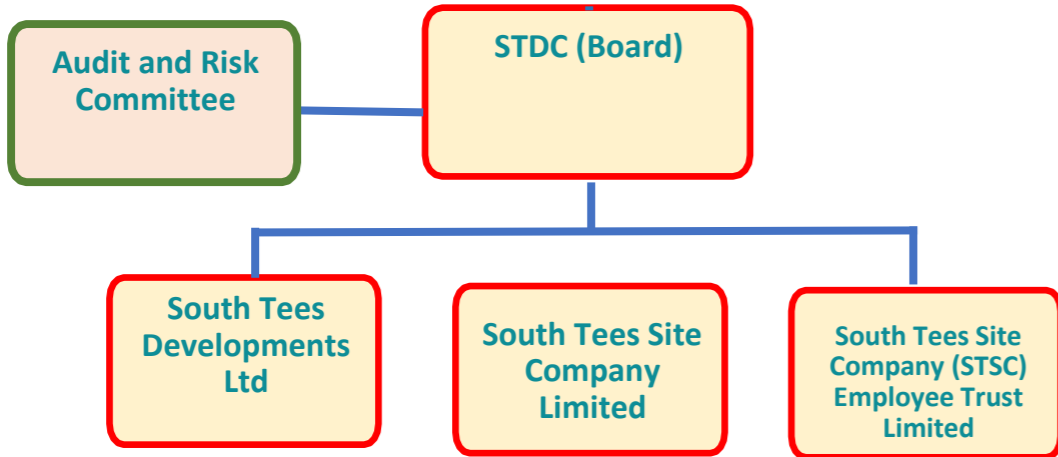 Audit and Risk
Committee
STDC (Board)
South Tees
Developments
Ltd
South Tees Site
Company
Limited
South Tees Site
Company (STSC)
Employee Trust
Limited